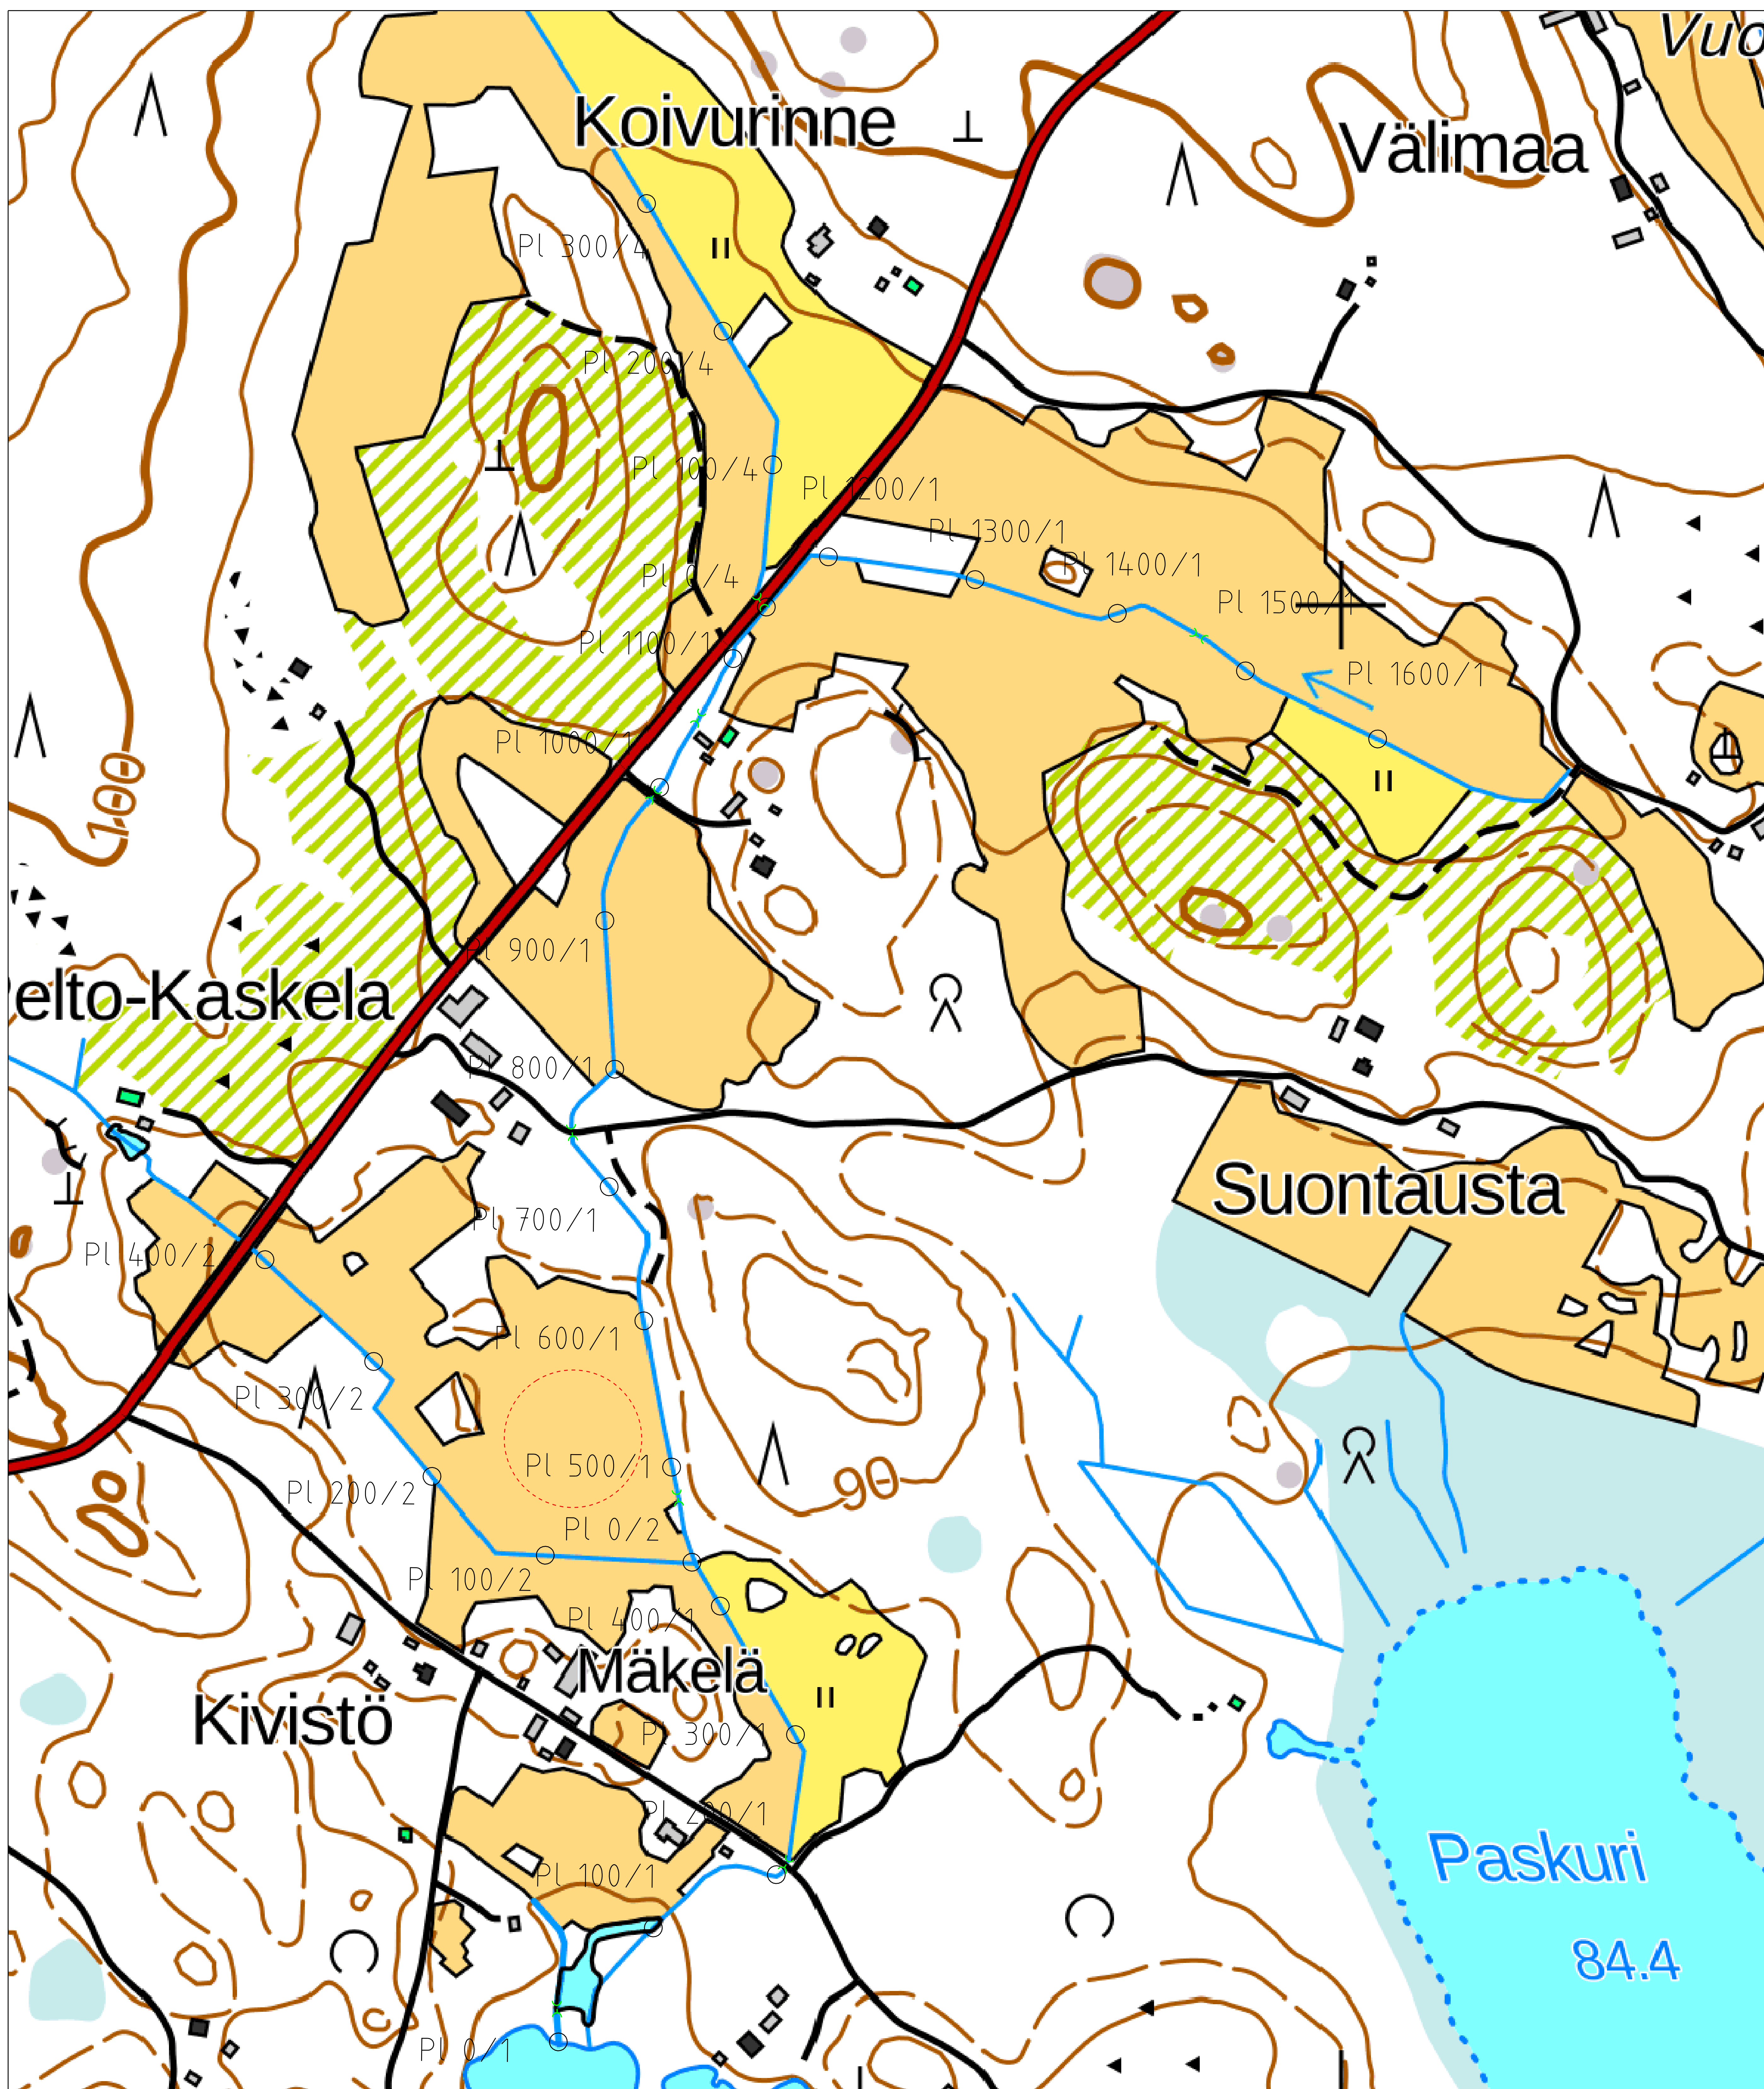 Vuo
Koivurinne
Välimaa
Pl 300/4
Pl 200/4
Pl 100/4
Pl 1200/1
Pl 1300/1
Pl 1400/1
Pl 0/4
Pl 1500/1
Pl 1100/1
Pl 1600/1
Pl 1000/1
100
Pl 900/1
elto-Kaskela
Pl 800/1
Suontausta
Pl 700/1
Pl 400/2
Pl 600/1
Pl 300/2
Pl 500/1
90
Pl 200/2
Pl 0/2
Pl 100/2
Pl 400/1
Mäkelä
Kivistö
Pl 300/1
Pl 200/1
Paskuri
Pl 100/1
84.4
Pl 0/1